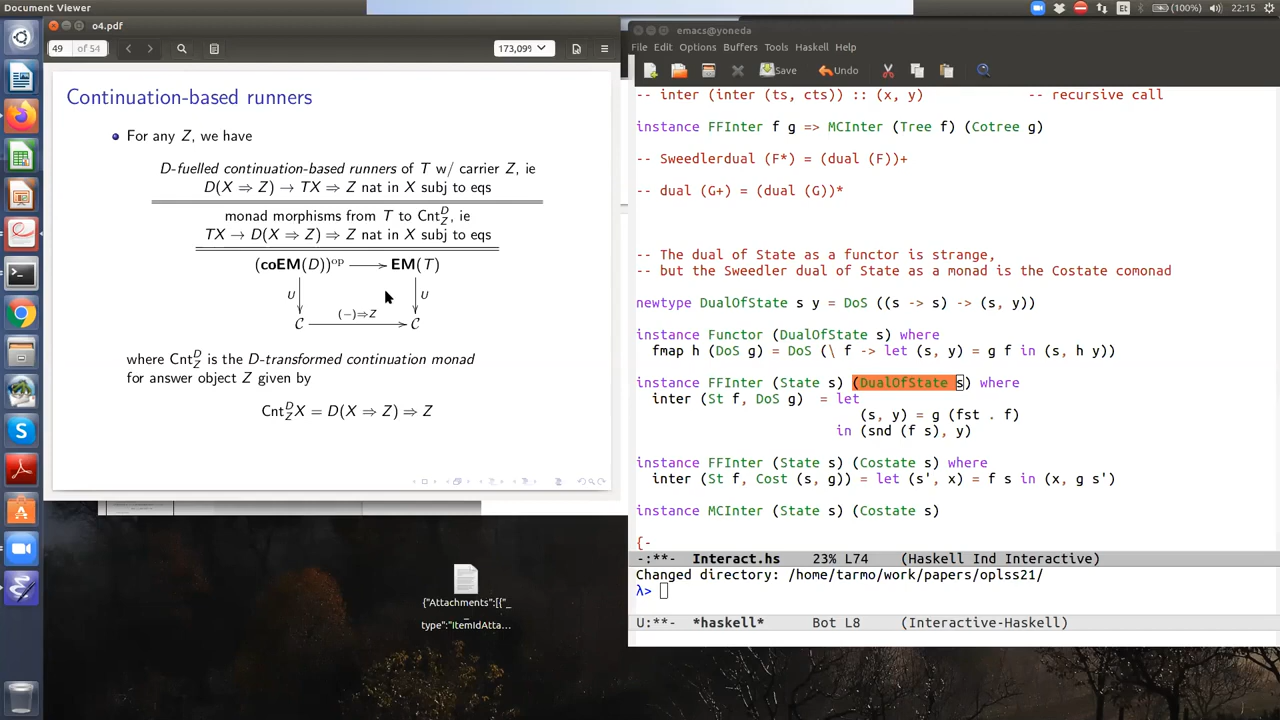 Document Viewer
Et
(100%)
22:15
o4.pdf
49 of 54
173,09%
Continuation-based runners
For any Z, we have
D-fuelled continuation-based runners of T w/ carrier Z, ie
D(X ⇒ Z) → TX ⇒ Z nat in X subj to eqs
monad morphisms from T to Cnt^D_Z, ie
TX → D(X ⇒ Z) ⇒ Z nat in X subj to eqs
(coEM(D))^op → EM(T)
U U
(−)⇒Z
C → C
where Cnt^D_Z is the D-transformed continuation monad
for answer object Z given by
Cnt^D_Z X = D(X ⇒ Z) ⇒ Z
{"Attachments":[{"_
_
type":"ItemIdAtta...
emacs@yoneda
File Edit Options Buffers Tools Haskell Help
Save Undo
-- inter (inter (ts, cts)) :: (x, y) -- recursive call
instance FFInter f g => MCInter (Tree f) (Cotree g)
-- Sweedlerdual (F*) = (dual (F))+
-- dual (G+) = (dual (G))*
-- The dual of State as a functor is strange,
-- but the Sweedler dual of State as a monad is the Costate comonad
newtype DualOfState s y = DoS ((s -> s) -> (s, y))
instance Functor (DualOfState s) where
fmap h (DoS g) = DoS (\ f -> let (s, y) = g f in (s, h y))
instance FFInter (State s) (DualOfState s) where
inter (St f, DoS g) = let
(s, y) = g (fst . f)
in (snd (f s), y)
instance FFInter (State s) (Costate s) where
inter (St f, Cost (s, g)) = let (s', x) = f s in (x, g s')
instance MCInter (State s) (Costate s)
{-
-:**- Interact.hs 23% L74 (Haskell Ind Interactive)
Changed directory: /home/tarmo/work/papers/oplss21/
λ>
U:**- *haskell* Bot L8 (Interactive-Haskell)